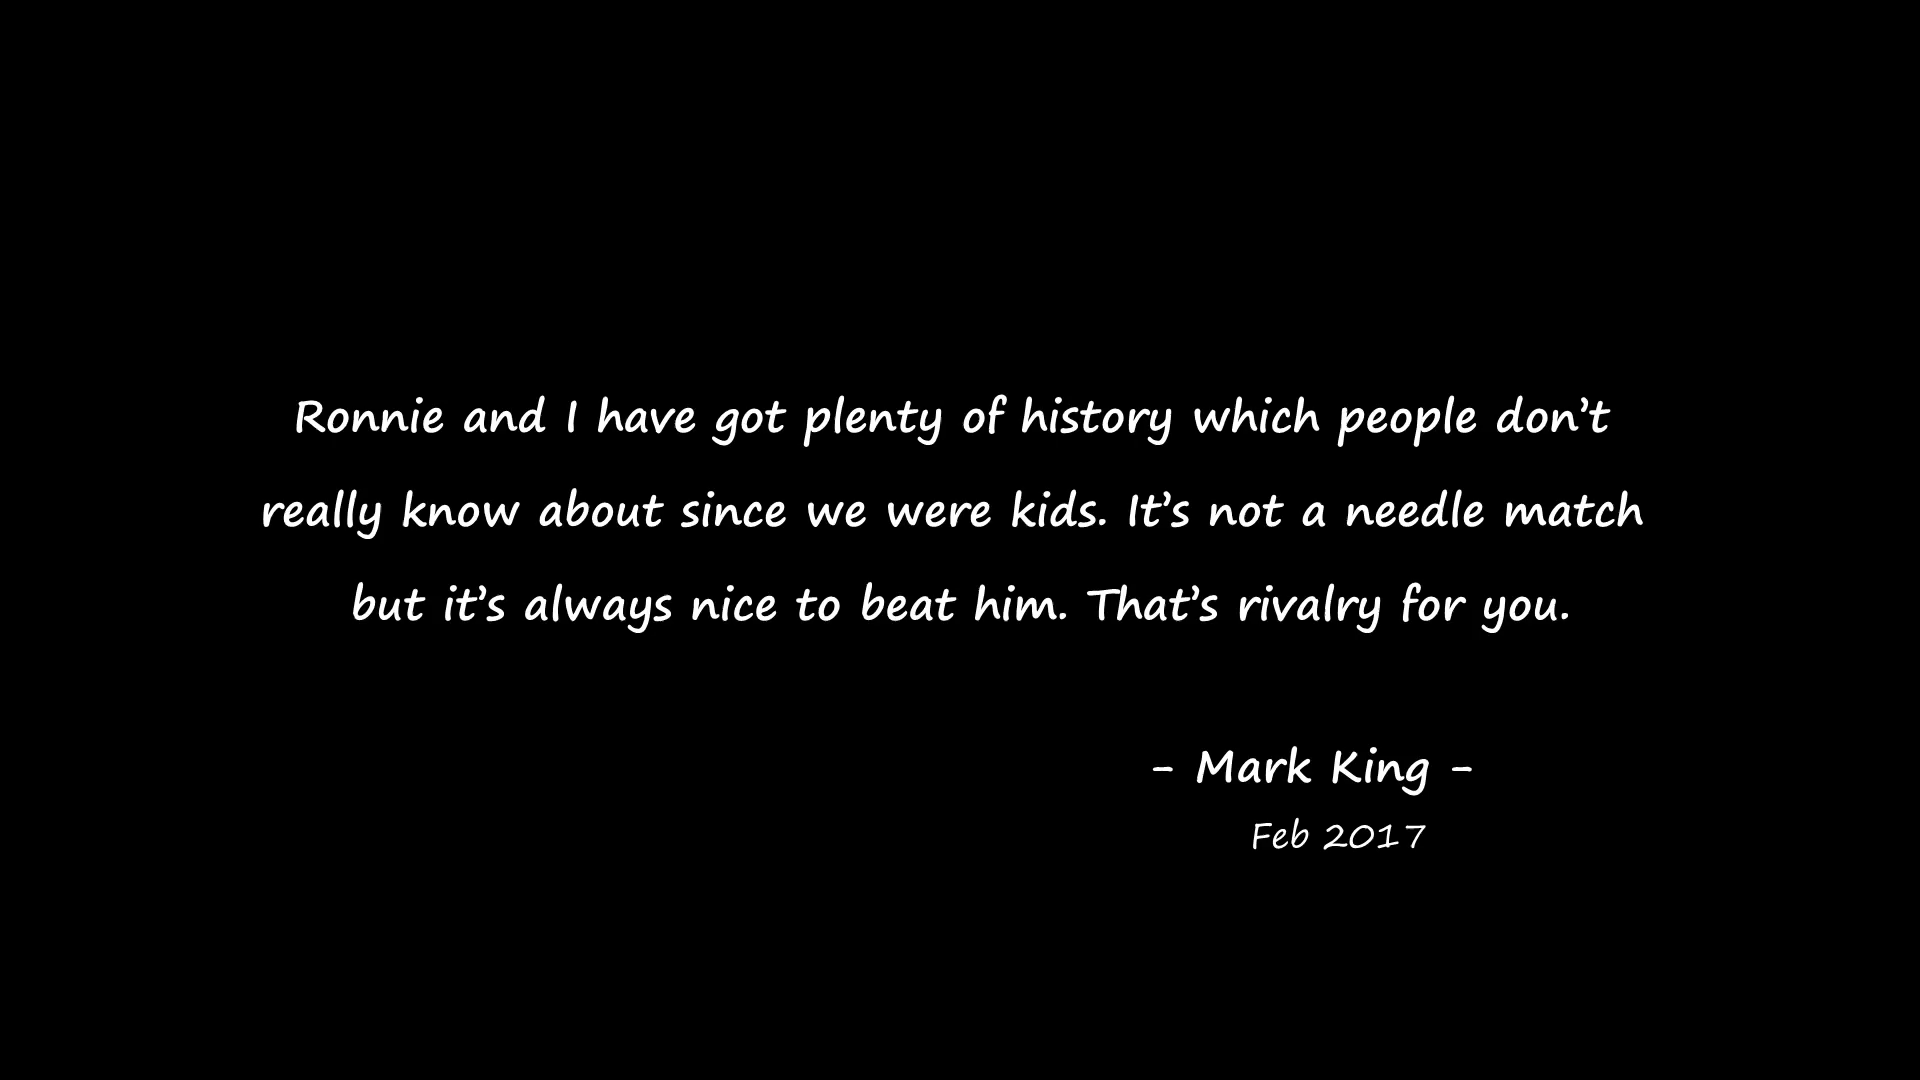 Ronnie and I have got plenty of history which people don’t
really know about since we were kids. It’s not a needle match
but it’s always nice to beat him. That’s rivalry for you.
- Mark King -
Feb 2017